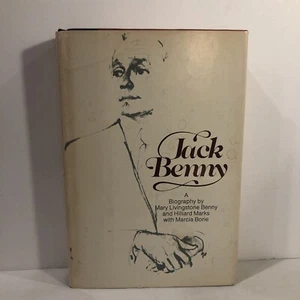 Jack
Benny
A
Biography by
Mary Livingstone Benny
and Hilliard Marks
with Marcia Borie